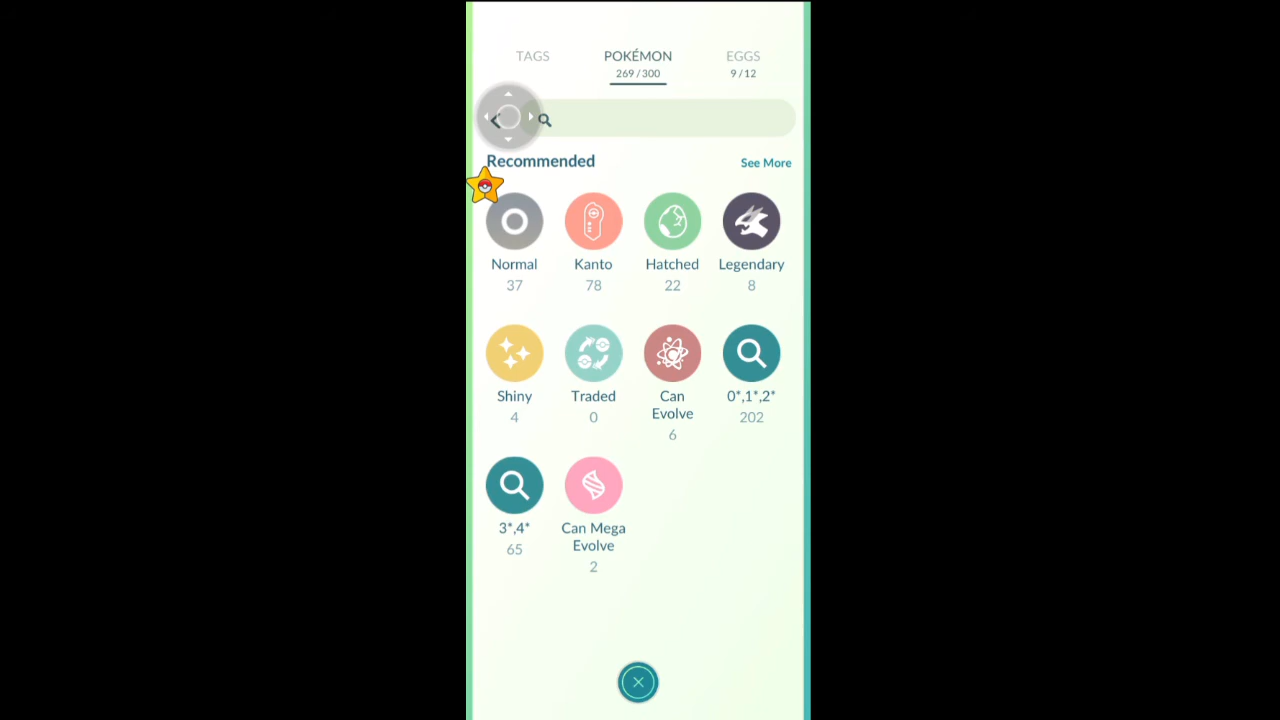 TAGS
POKÉMON
EGGS
269 / 300
9 / 12
Recommended
See More
Normal
Kanto
Hatched
Legendary
37
78
22
8
Shiny
Traded
Can
Evolve
0*,1*,2*
4
0
6
202
3*,4*
Can Mega
Evolve
65
2